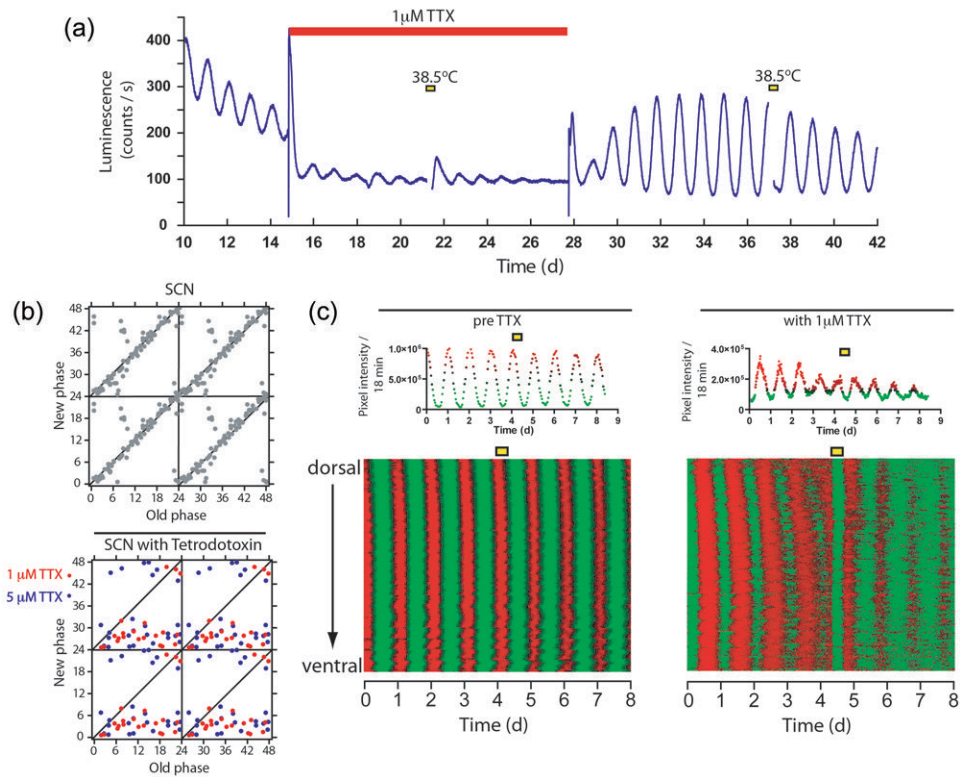 (a)
1μM TTX
38.5°C
38.5°C
Luminescence
(counts / s)
400
300
200
100
0
10 12 14 16 18 20 22 24 26 28 30 32 34 36 38 40 42
Time (d)
(b)
SCN
New phase
48
42
36
30
24
18
12
6
0
0 6 12 18 24 30 36 42 48
Old phase
SCN with Tetrodotoxin
1 μM TTX
5 μM TTX
New phase
48
42
36
30
24
18
12
6
0
0 6 12 18 24 30 36 42 48
Old phase
(c)
pre TTX
Pixel intensity /
18 min
1.0×10⁶
5.0×10⁵
0
0 1 2 3 4 5 6 7 8 9
Time (d)
dorsal
ventral
0 1 2 3 4 5 6 7 8
Time (d)
with 1μM TTX
Pixel intensity /
18 min
4.0×10⁵
2.0×10⁵
0
0 1 2 3 4 5 6 7 8 9
Time (d)
0 1 2 3 4 5 6 7 8
Time (d)